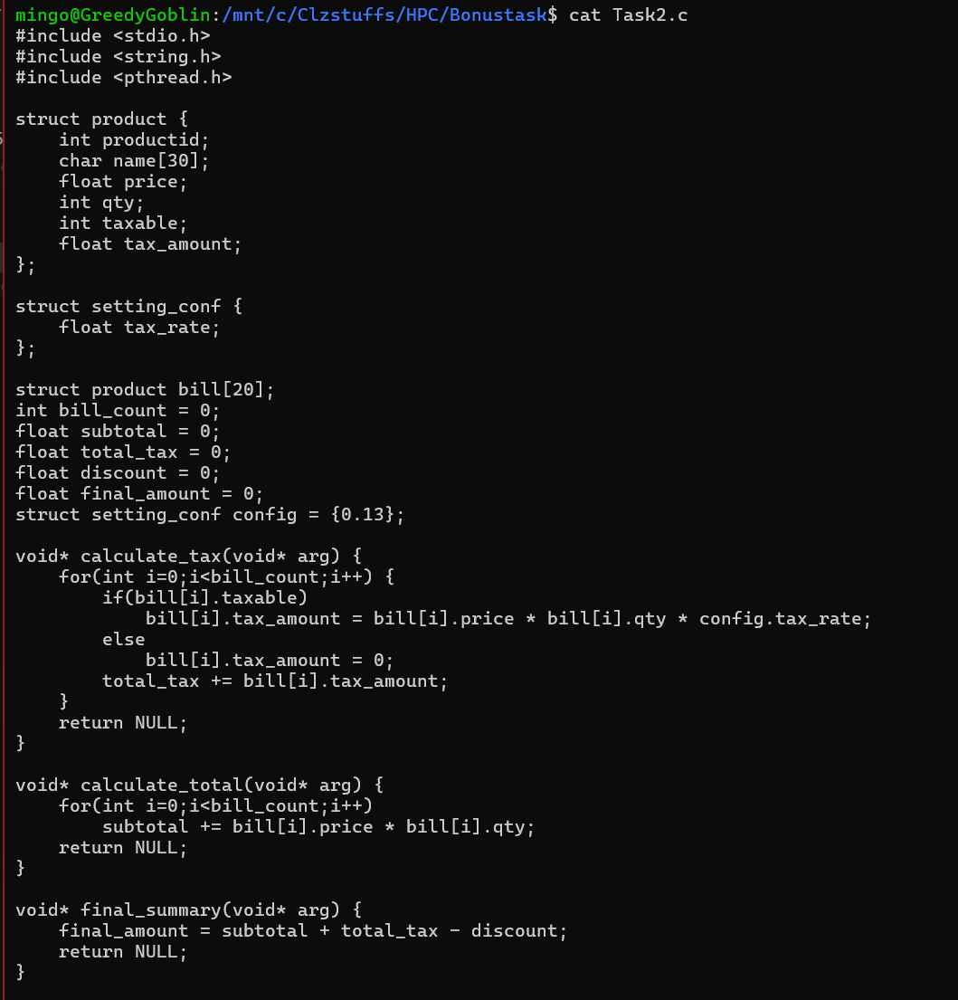 mingo@GreedyGoblin:/mnt/c/Clzstuffs/HPC/Bonustask$ cat Task2.c
#include <stdio.h>
#include <string.h>
#include <pthread.h>

struct product {
    int productid;
    char name[30];
    float price;
    int qty;
    int taxable;
    float tax_amount;
};

struct setting_conf {
    float tax_rate;
};

struct product bill[20];
int bill_count = 0;
float subtotal = 0;
float total_tax = 0;
float discount = 0;
float final_amount = 0;
struct setting_conf config = {0.13};

void* calculate_tax(void* arg) {
    for(int i=0;i<bill_count;i++) {
        if(bill[i].taxable)
            bill[i].tax_amount = bill[i].price * bill[i].qty * config.tax_rate;
        else
            bill[i].tax_amount = 0;
        total_tax += bill[i].tax_amount;
    }
    return NULL;
}

void* calculate_total(void* arg) {
    for(int i=0;i<bill_count;i++)
        subtotal += bill[i].price * bill[i].qty;
    return NULL;
}

void* final_summary(void* arg) {
    final_amount = subtotal + total_tax - discount;
    return NULL;
}